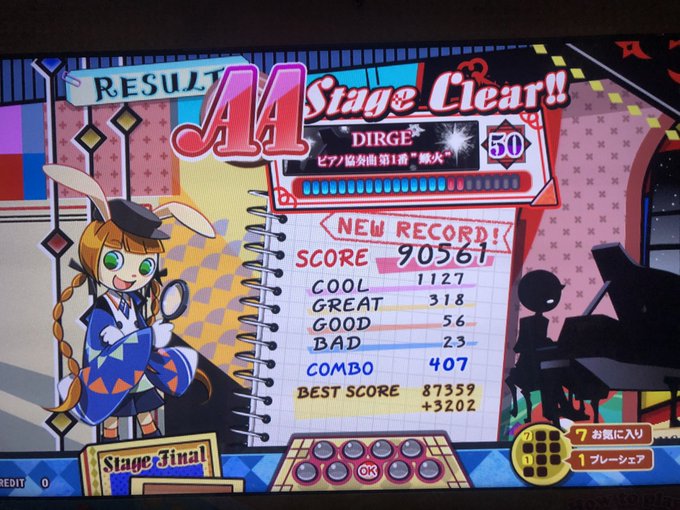 RESULT
AA Stage Clear!!
DIRGE
ピアノ協奏曲 第1番"蠍火"
50
NEW RECORD!
SCORE 90561
COOL 1127
GREAT 318
GOOD 56
BAD 23
COMBO 407
BEST SCORE 87359
+3202
Stage Final
OK
7
1
7 お気に入り
1 プレーシェア
REDIT 0